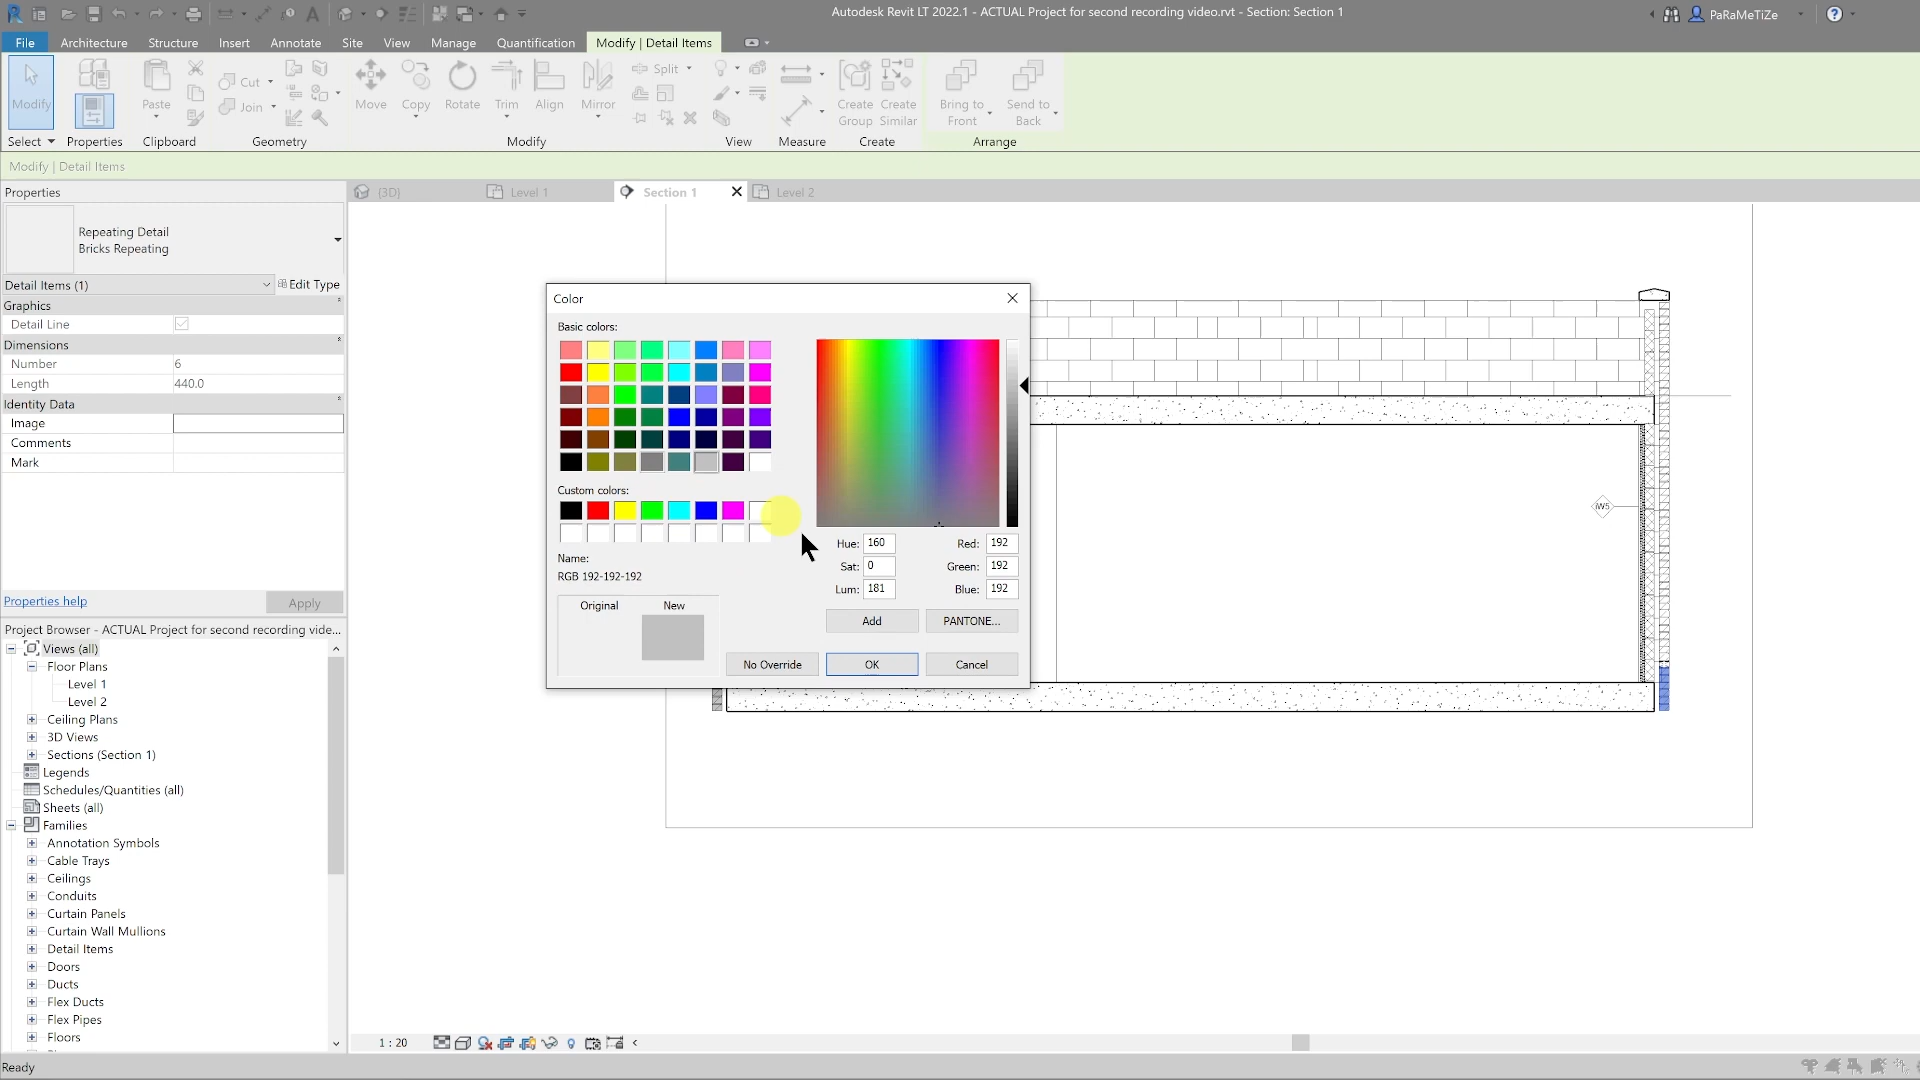 Autodesk Revit LT 2022.1 - ACTUAL Project for second recording video.rvt - Section: Section 1
PaRaMeTiZe
File
Architecture
Structure
Insert
Annotate
Site
View
Manage
Quantification
Modify | Detail Items
Modify
Paste
Cut
Join
Move
Copy
Rotate
Trim
Align
Mirror
Split
Create Group
Create Similar
Bring to Front
Send to Back
Select
Properties
Clipboard
Geometry
Modify
View
Measure
Create
Arrange
Modify | Detail Items
Properties
(3D)
Level 1
Section 1
Level 2
Repeating Detail
Bricks Repeating
Detail Items (1)
Edit Type
Graphics
Detail Line
Dimensions
Number 6
Length 440.0
Identity Data
Image
Comments
Mark
Properties help
Apply
Project Browser - ACTUAL Project for second recording vide...
Views (all)
Floor Plans
Level 1
Level 2
Ceiling Plans
3D Views
Sections (Section 1)
Legends
Schedules/Quantities (all)
Sheets (all)
Families
Annotation Symbols
Cable Trays
Ceilings
Conduits
Curtain Panels
Curtain Wall Mullions
Detail Items
Doors
Ducts
Flex Ducts
Flex Pipes
Floors
Color
Basic colors:
Custom colors:
Name:
RGB 192-192-192
Original
New
Hue: 160
Red: 192
Sat: 0
Green: 192
Lum: 181
Blue: 192
Add
PANTONE...
No Override
OK
Cancel
iW5
1 : 20
Ready